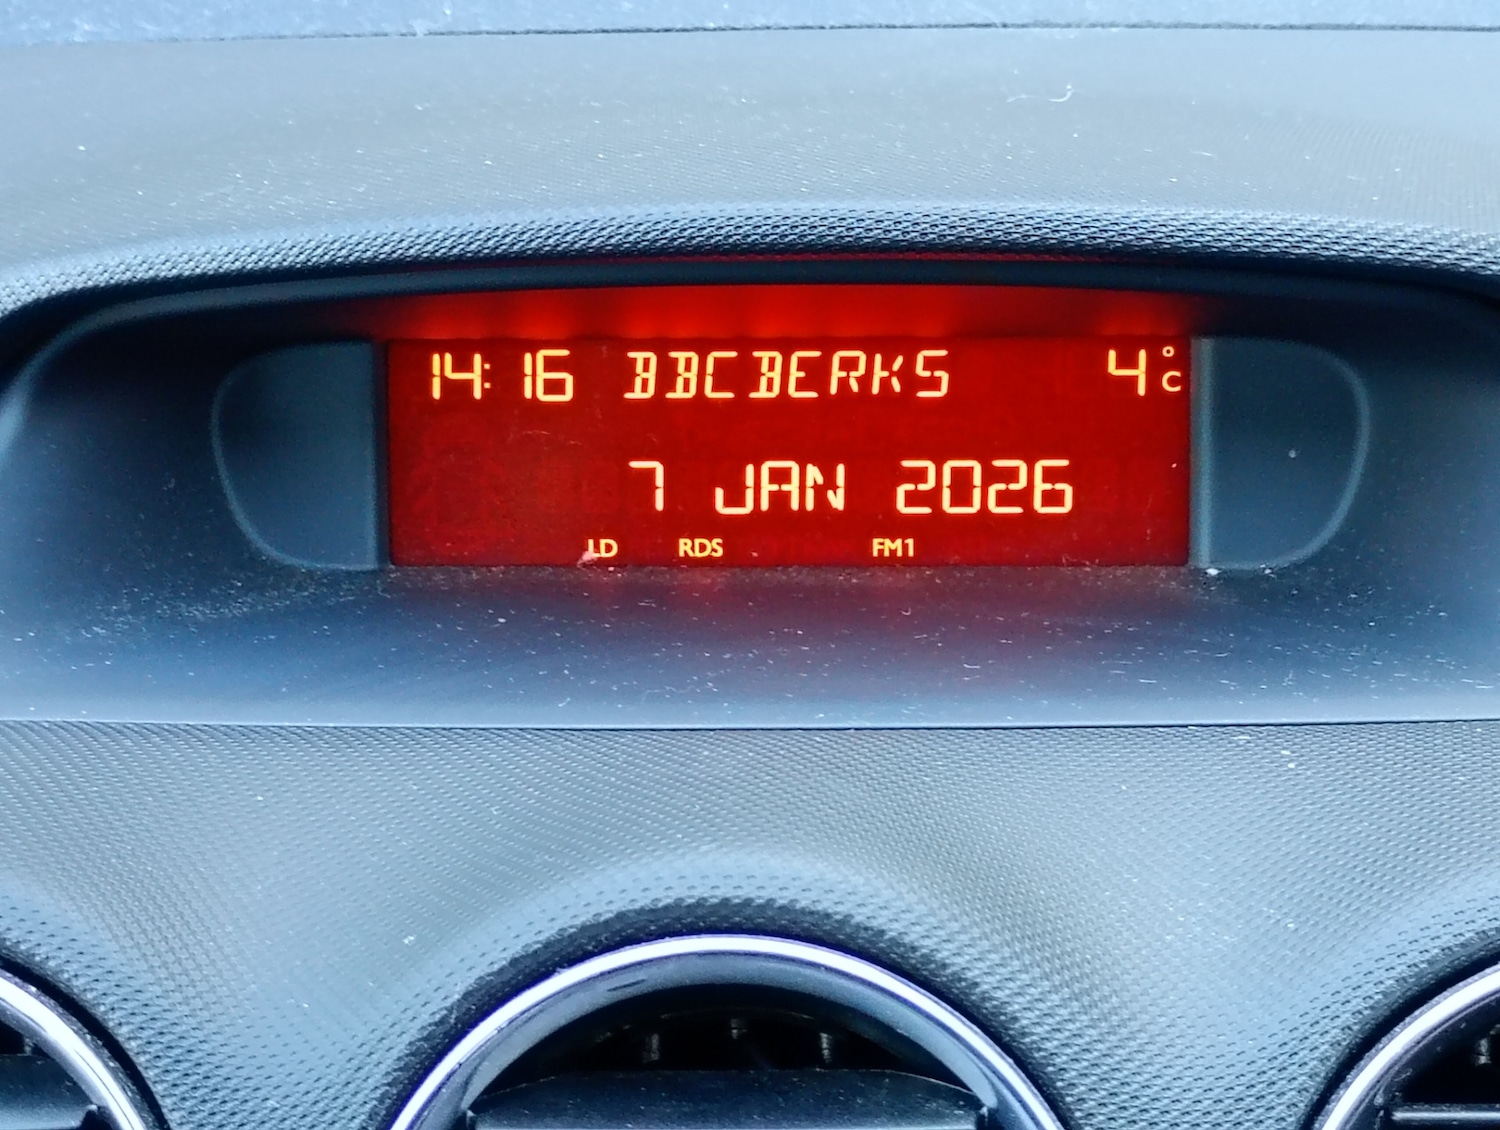 14:16 BBCBERKS 4°C
7 JAN 2026
LD RDS FM1